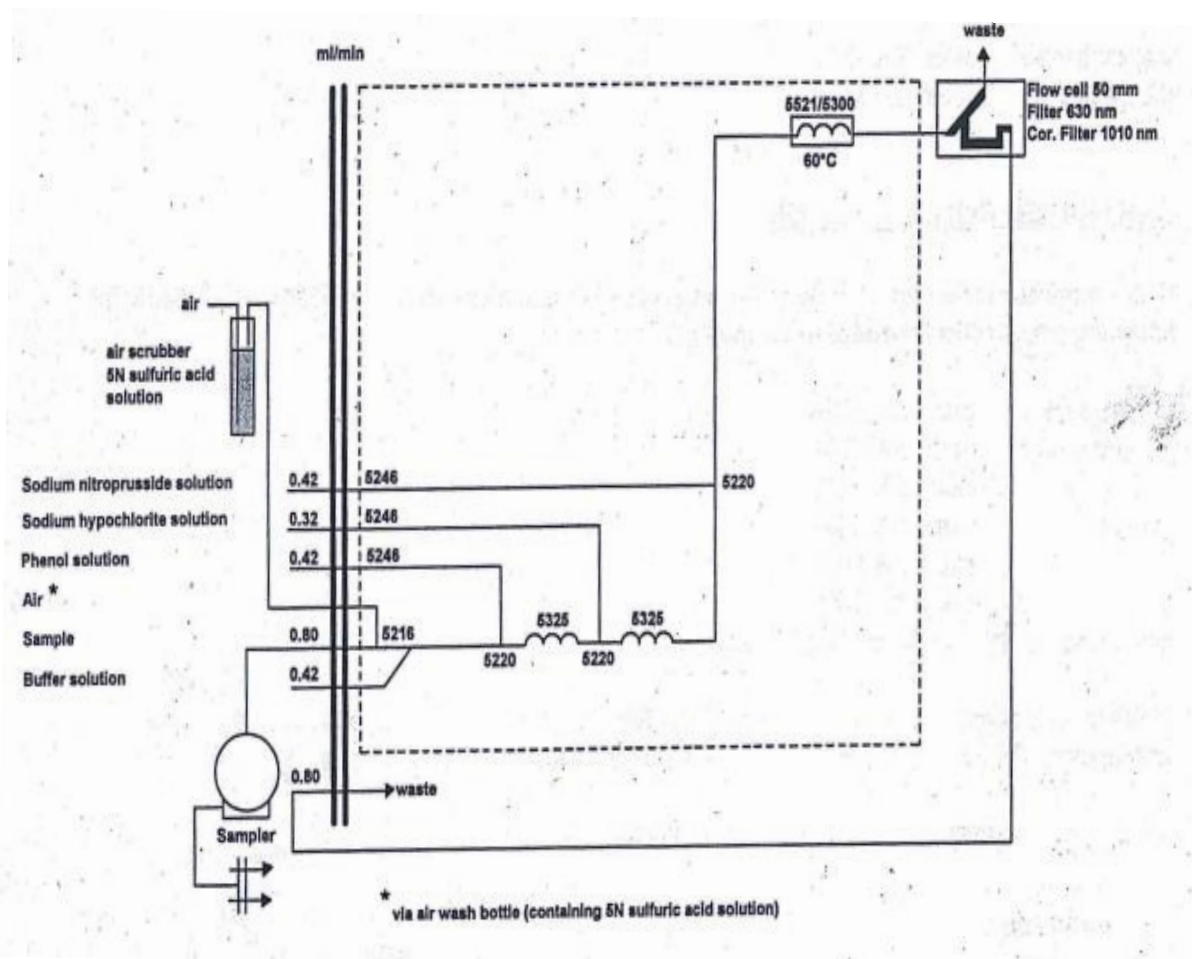 waste
ml/min
Flow cell 50 mm
Filter 630 nm
Cor. Filter 1010 nm
5521/5300
60°C
air
air scrubber
5N sulfuric acid
solution
Sodium nitroprusside solution 0.42 5246 5220
Sodium hypochlorite solution 0.32 5246
Phenol solution 0.42 5246
Air *
Sample 0.80 5216 5325 5325
5220 5220
Buffer solution 0.42
0.80 waste
Sampler
* via air wash bottle (containing 5N sulfuric acid solution)